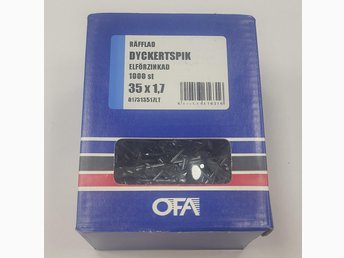 RÄFFLAD
DYCKERTSPIK
ELFÖRZINKAD
1000 st
35 x 1,7
OFA